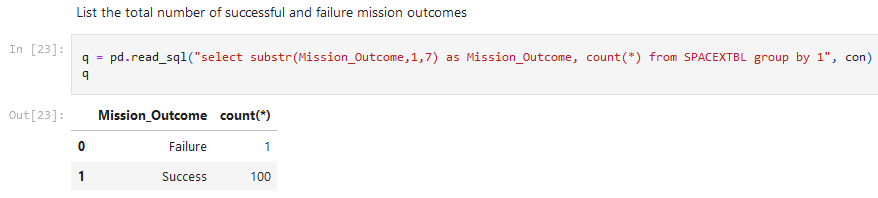 List the total number of successful and failure mission outcomes
In [23]: q = pd.read_sql("select substr(Mission_Outcome,1,7) as Mission_Outcome, count(*) from SPACEXTBL group by 1", con)
q
Out[23]: Mission_Outcome count(*)
0 Failure 1
1 Success 100